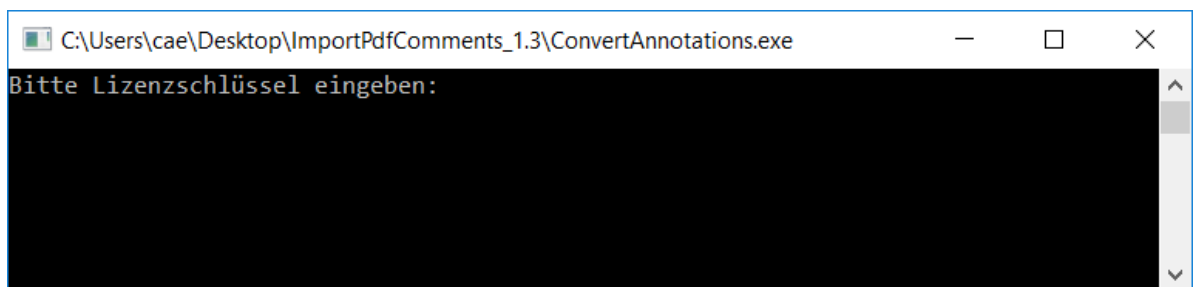 C:\Users\cae\Desktop\ImportPdfComments_1.3\ConvertAnnotations.exe
Bitte Lizenzschlüssel eingeben: